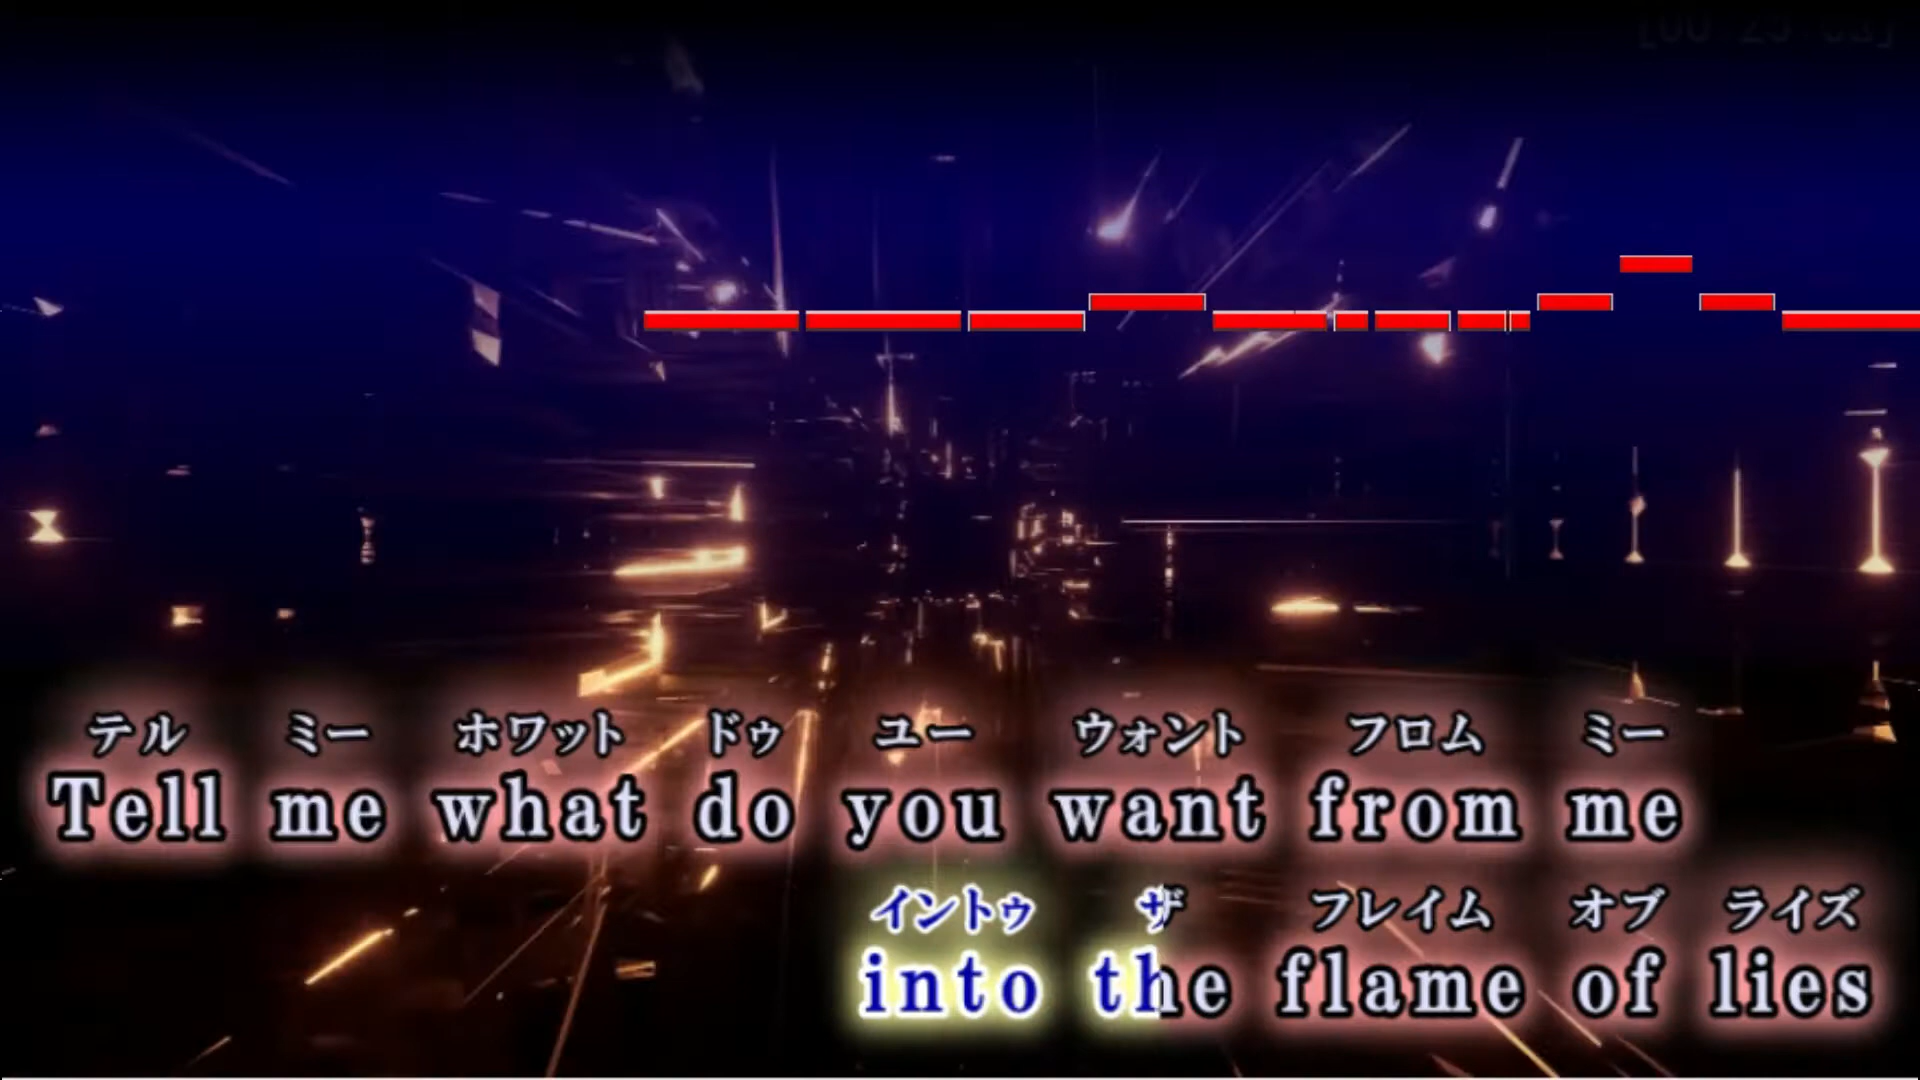 テル ミー ホワット ドゥ ユー ウォント フロム ミー
Tell me what do you want from me
イントゥ ザ フレイム オブ ライズ
into the flame of lies